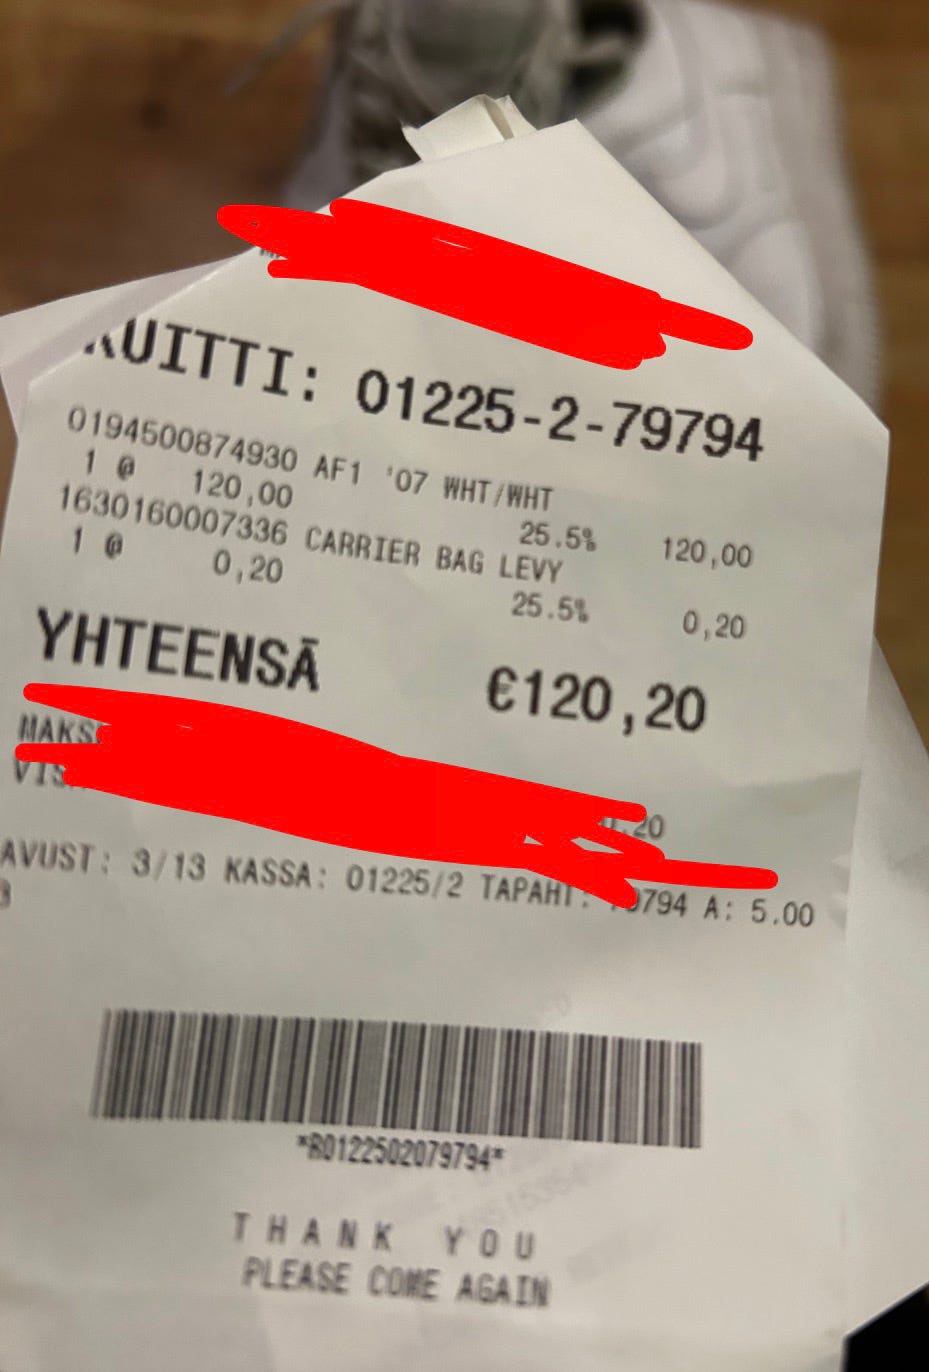 KUITTI: 01225-2-79794
0194500874930 AF1 '07 WHT/WHT
1 @ 120,00 25.5% 120,00
1630160007336 CARRIER BAG LEVY
1 @ 0,20 25.5% 0,20
YHTEENSÄ €120,20
AVUST: 3/13 KASSA: 01225/2 TAPAHT: 79794 A: 5.00
*R0122502079794*
THANK YOU
PLEASE COME AGAIN